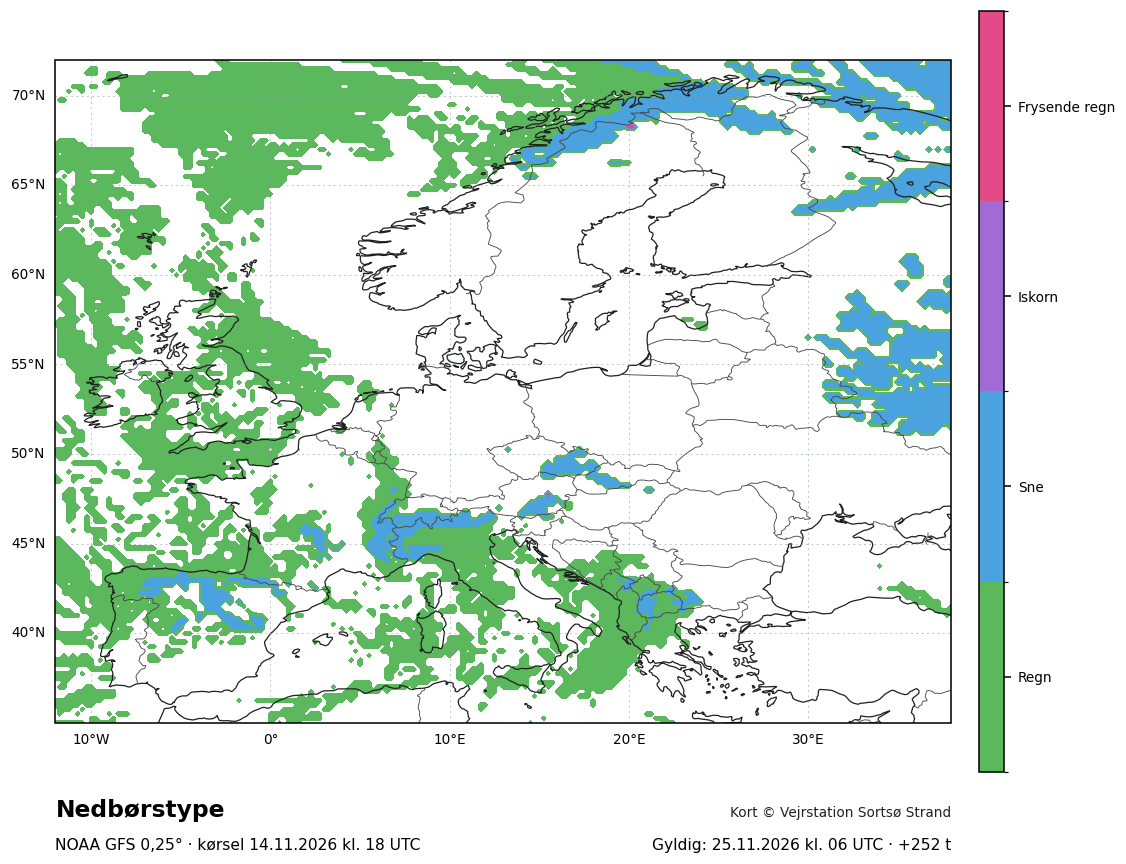 70°N
65°N
60°N
55°N
50°N
45°N
40°N
10°W
0°
10°E
20°E
30°E
Frysende regn
Iskorn
Sne
Regn
Nedbørstype
Kort © Vejrstation Sortsø Strand
NOAA GFS 0,25° · kørsel 14.11.2026 kl. 18 UTC
Gyldig: 25.11.2026 kl. 06 UTC · +252 t